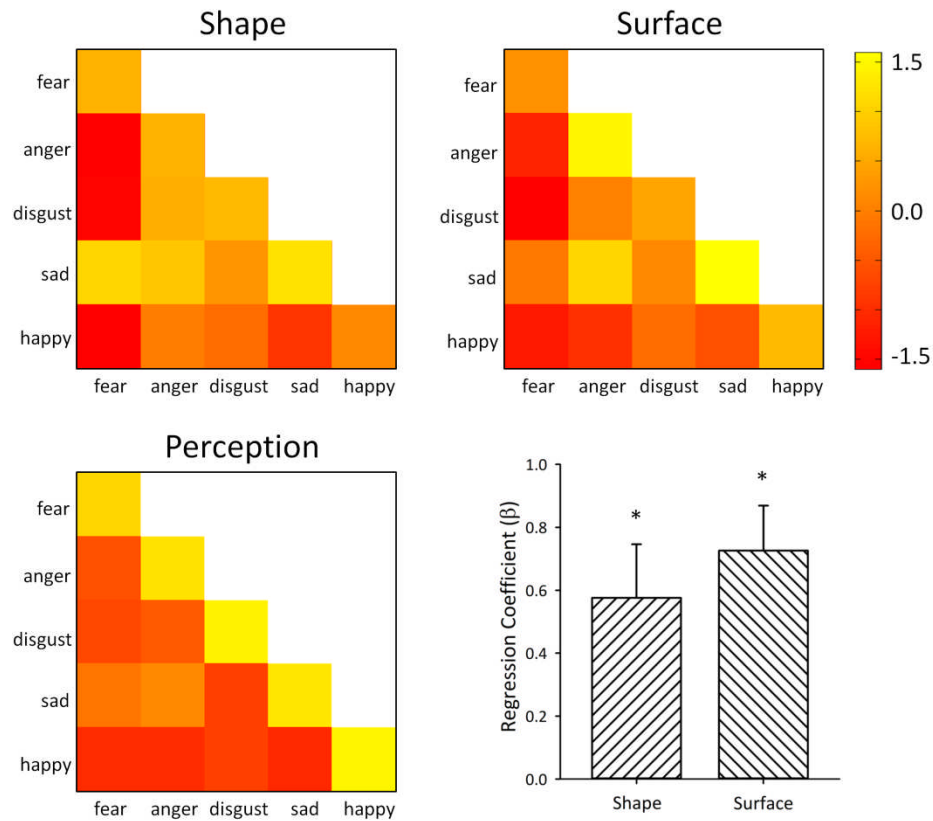 Shape
fear
anger
disgust
sad
happy
fear anger disgust sad happy
Surface
fear
anger
disgust
sad
happy
fear anger disgust sad happy
1.5
0.0
-1.5
Perception
fear
anger
disgust
sad
happy
fear anger disgust sad happy
Regression Coefficient (β)
1.0
0.8
0.6
0.4
0.2
0.0
* *
Shape Surface